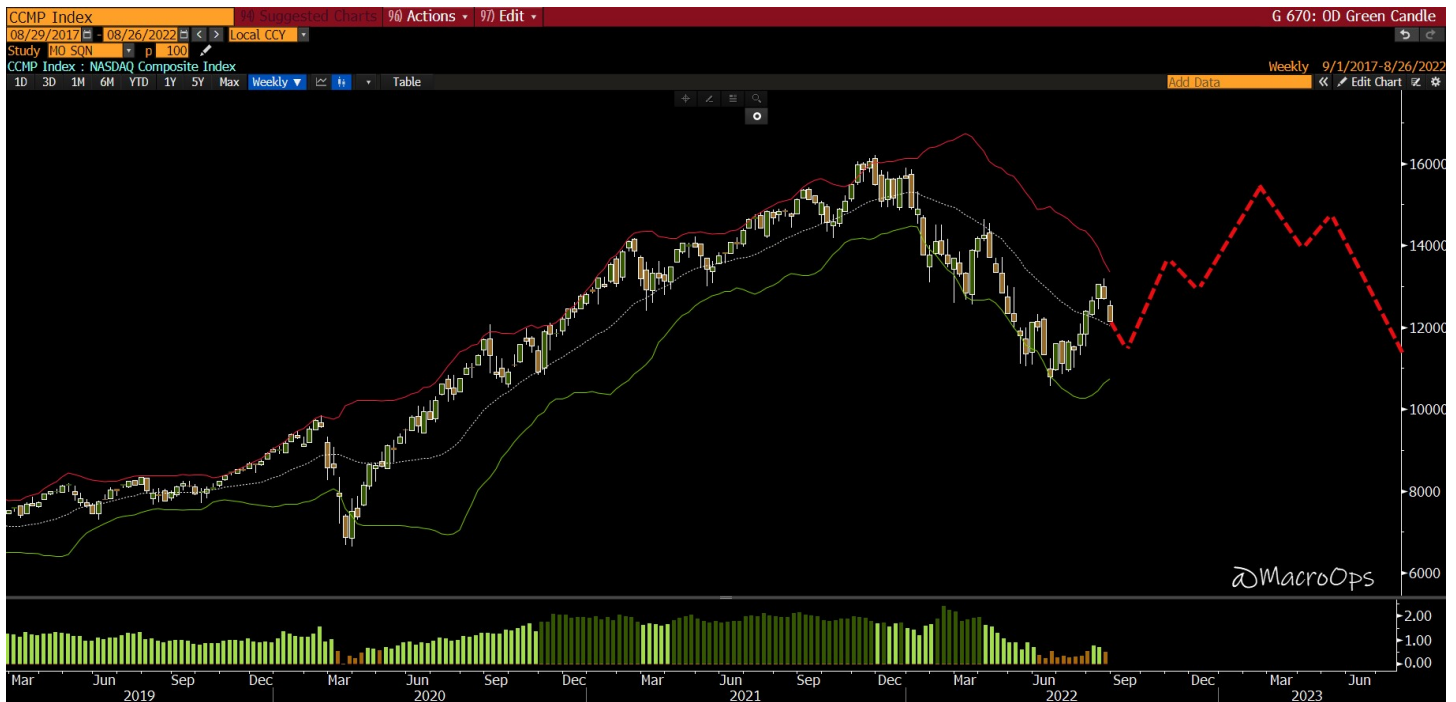 CCMP Index 94) Suggested Charts 96) Actions 97) Edit G 670: OD Green Candle
08/29/2017 - 08/26/2022 < > Local CCY
Study MO SQN p 100
CCMP Index : NASDAQ Composite Index Weekly 9/1/2017-8/26/2022
1D 3D 1M 6M YTD 1Y 5Y Max Weekly ▼ Table Add Data « Edit Chart
16000
14000
12000
10000
8000
6000
@MacroOps
2.00
1.00
0.00
Mar Jun Sep Dec Mar Jun Sep Dec Mar Jun Sep Dec Mar Jun Sep Dec Mar Jun
2019 2020 2021 2022 2023